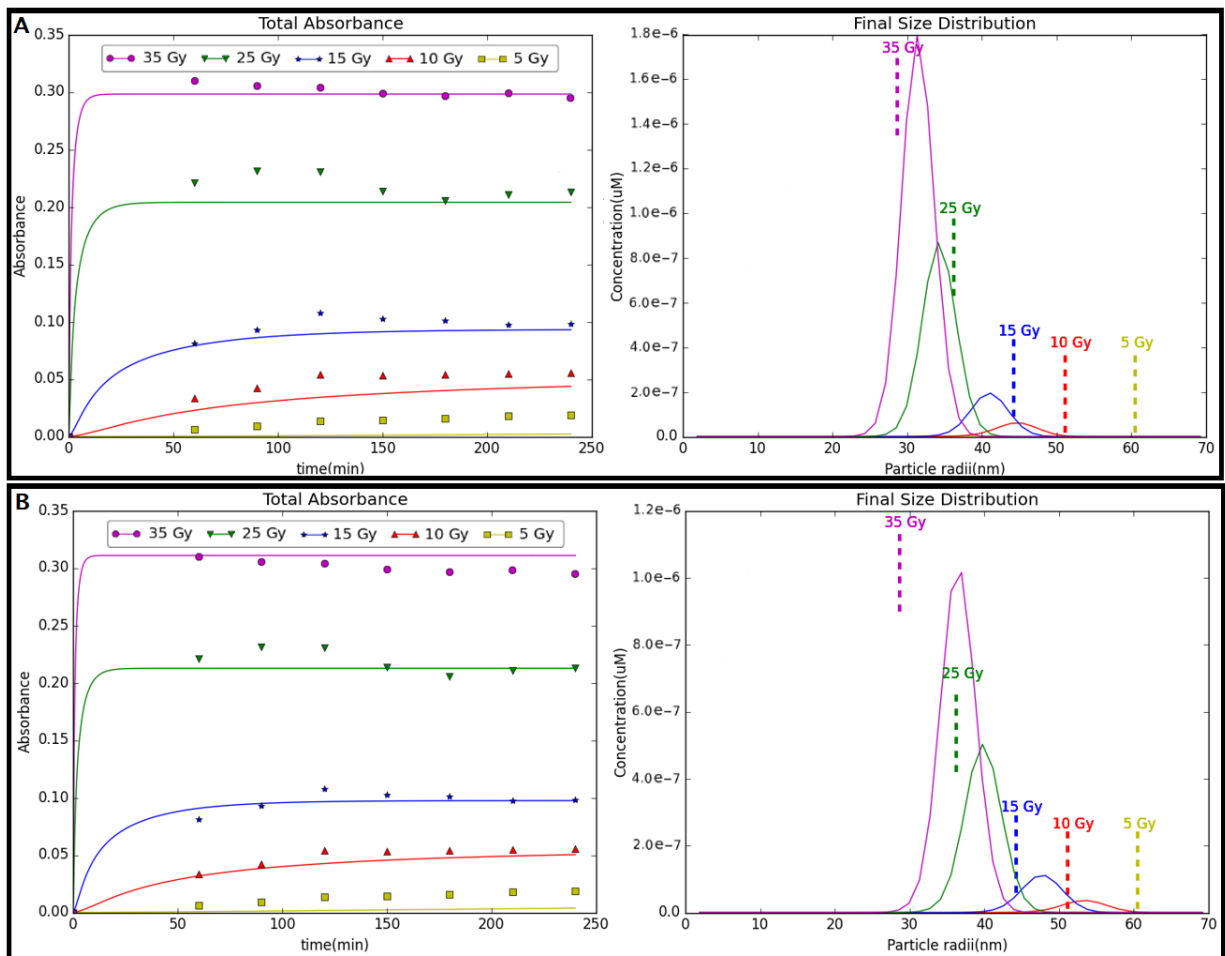 A
Total Absorbance
Final Size Distribution
0.35
0.30
0.25
0.20
0.15
0.10
0.05
0.00
Absorbance
35 Gy 25 Gy 15 Gy 10 Gy 5 Gy
0 50 100 150 200 250
time(min)
1.8e−6
1.6e−6
1.4e−6
1.2e−6
1.0e−6
8.0e−7
6.0e−7
4.0e−7
2.0e−7
0.0
Concentration(uM)
35 Gy
25 Gy
15 Gy
10 Gy
5 Gy
0 10 20 30 40 50 60 70
Particle radii(nm)
B
Total Absorbance
Final Size Distribution
0.35
0.30
0.25
0.20
0.15
0.10
0.05
0.00
Absorbance
35 Gy 25 Gy 15 Gy 10 Gy 5 Gy
0 50 100 150 200 250
time(min)
1.2e−6
1.0e−6
8.0e−7
6.0e−7
4.0e−7
2.0e−7
0.0
Concentration(uM)
35 Gy
25 Gy
15 Gy
10 Gy
5 Gy
0 10 20 30 40 50 60 70
Particle radii(nm)